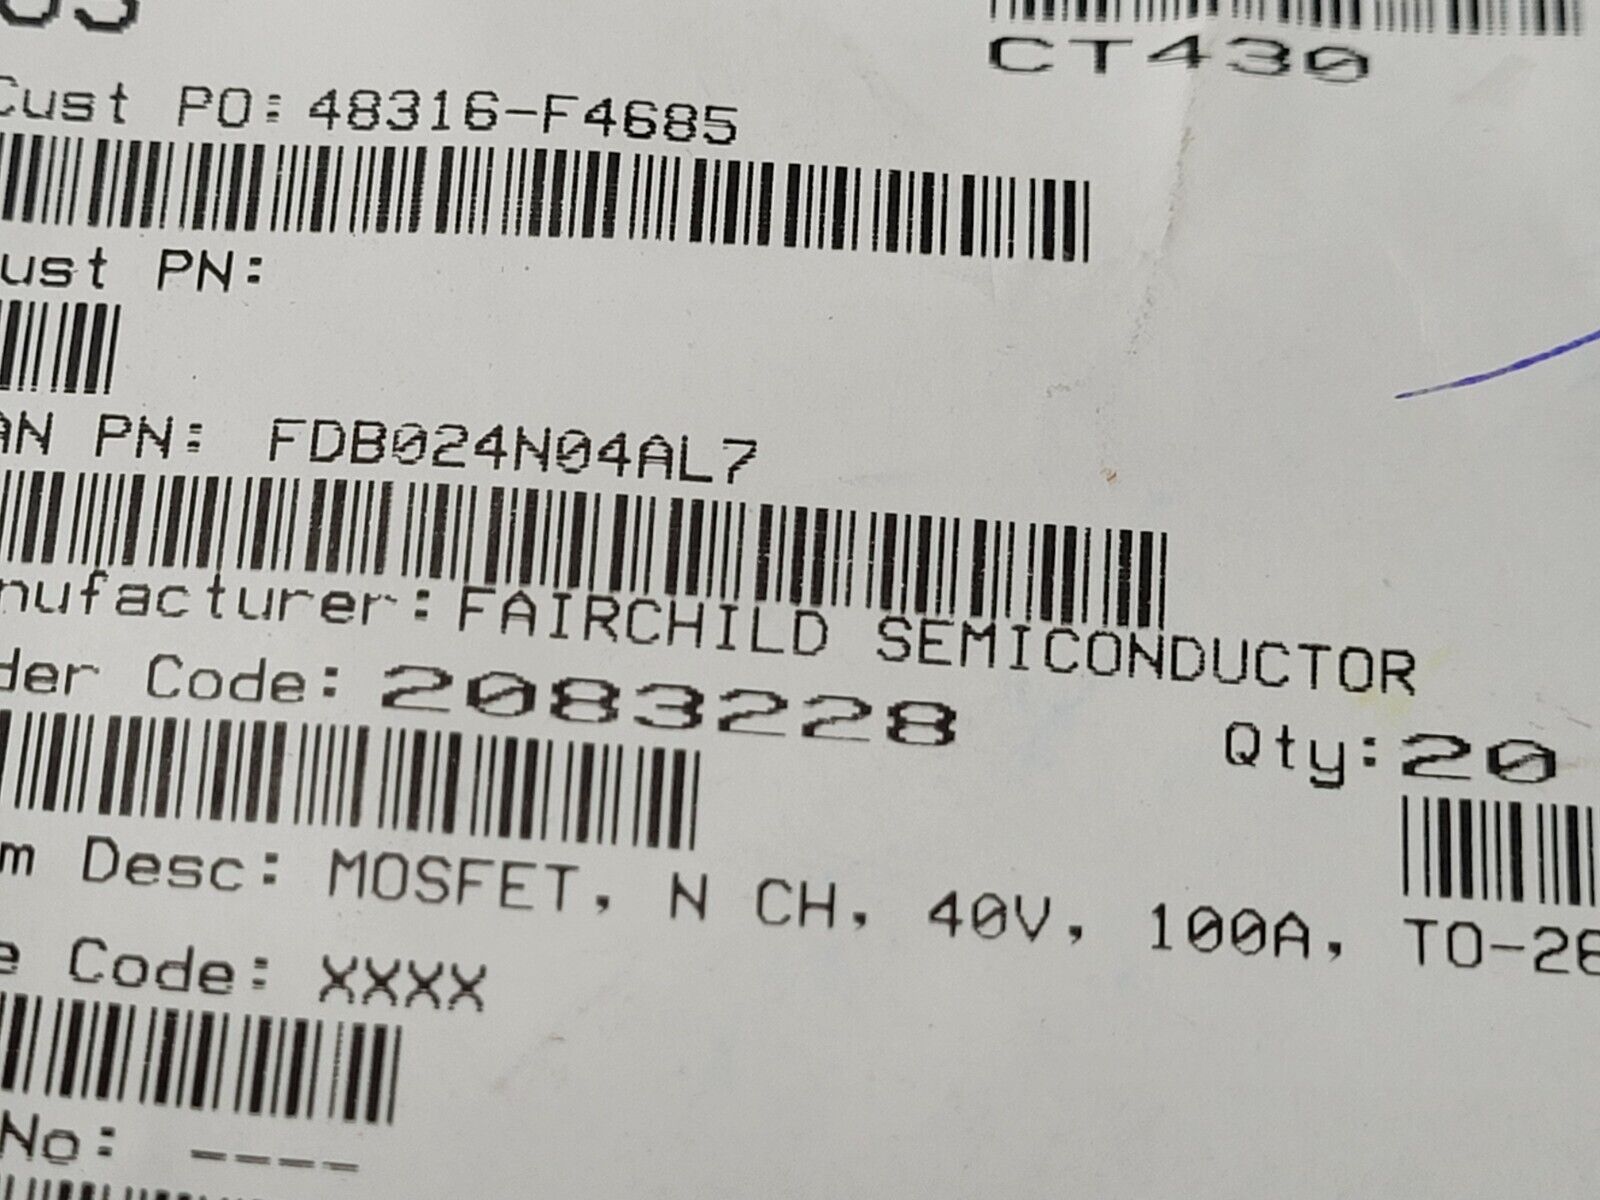 CT430
Cust PO: 48316-F4685
ust PN:
AN PN: FDB024N04AL7
nufacturer: FAIRCHILD SEMICONDUCTOR
der Code: 2083228
Qty: 20
m Desc: MOSFET, N CH, 40V, 100A, TO-26
e Code: XXXX
No: ----